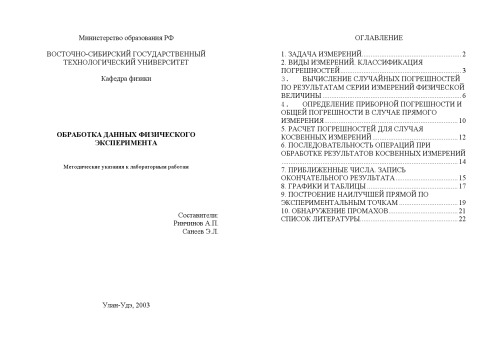 Министерство образования РФ
ВОСТОЧНО-СИБИРСКИЙ ГОСУДАРСТВЕННЫЙ
ТЕХНОЛОГИЧЕСКИЙ УНИВЕРСИТЕТ
Кафедра физики
ОБРАБОТКА ДАННЫХ ФИЗИЧЕСКОГО
ЭКСПЕРИМЕНТА
Методические указания к лабораторным работам
Составители:
Ринчинов А.П.
Санеев Э.Л.
Улан-Удэ, 2003
ОГЛАВЛЕНИЕ
1. ЗАДАЧА ИЗМЕРЕНИЙ 2
2. ВИДЫ ИЗМЕРЕНИЙ. КЛАССИФИКАЦИЯ
ПОГРЕШНОСТЕЙ 3
3. ВЫЧИСЛЕНИЕ СЛУЧАЙНЫХ ПОГРЕШНОСТЕЙ
ПО РЕЗУЛЬТАТАМ СЕРИИ ИЗМЕРЕНИЙ ФИЗИЧЕСКОЙ
ВЕЛИЧИНЫ 6
4. ОПРЕДЕЛЕНИЕ ПРИБОРНОЙ ПОГРЕШНОСТИ И
ОБЩЕЙ ПОГРЕШНОСТИ В СЛУЧАЕ ПРЯМОГО
ИЗМЕРЕНИЯ 10
5. РАСЧЕТ ПОГРЕШНОСТЕЙ ДЛЯ СЛУЧАЯ
КОСВЕННЫХ ИЗМЕРЕНИЙ 12
6. ПОСЛЕДОВАТЕЛЬНОСТЬ ОПЕРАЦИЙ ПРИ
ОБРАБОТКЕ РЕЗУЛЬТАТОВ КОСВЕННЫХ ИЗМЕРЕНИЙ
14
7. ПРИБЛИЖЕННЫЕ ЧИСЛА. ЗАПИСЬ
ОКОНЧАТЕЛЬНОГО РЕЗУЛЬТАТА 15
8. ГРАФИКИ И ТАБЛИЦЫ 17
9. ПОСТРОЕНИЕ НАИЛУЧШЕЙ ПРЯМОЙ ПО
ЭКСПЕРИМЕНТАЛЬНЫМ ТОЧКАМ 19
10. ОБНАРУЖЕНИЕ ПРОМАХОВ 21
СПИСОК ЛИТЕРАТУРЫ 22